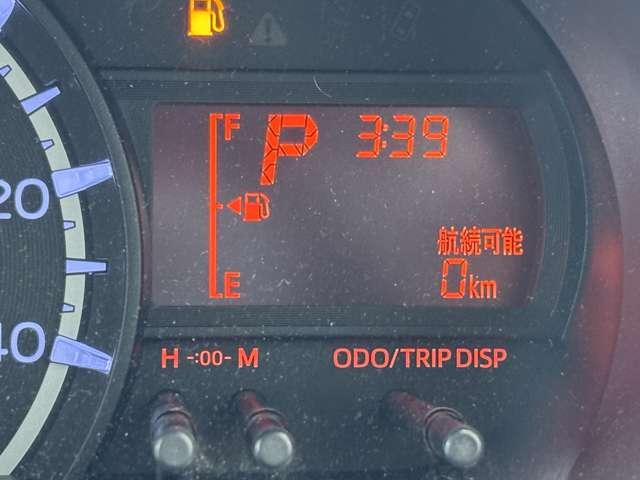 F P 3:39
航続可能
E 0km
20
40
H -:00- M ODO/TRIP DISP